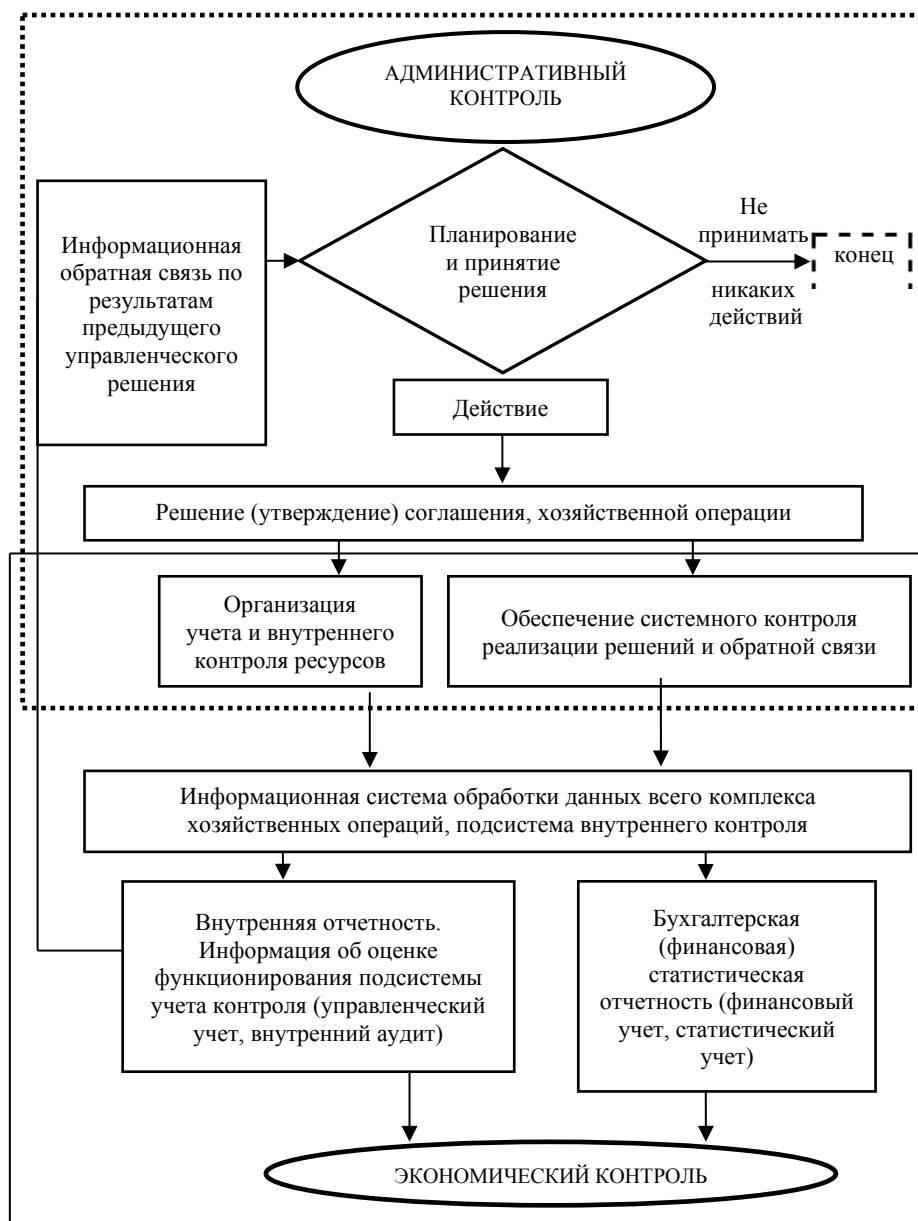 АДМИНИСТРАТИВНЫЙ
КОНТРОЛЬ
Информационная
обратная связь по
результатам
предыдущего
управленческого
решения
Планирование
и принятие
решения
Не
принимать
никаких
действий
конец
Действие
Решение (утверждение) соглашения, хозяйственной операции
Организация
учета и внутреннего
контроля ресурсов
Обеспечение системного контроля
реализации решений и обратной связи
Информационная система обработки данных всего комплекса
хозяйственных операций, подсистема внутреннего контроля
Внутренняя отчетность.
Информация об оценке
функционирования подсистемы
учета контроля (управленческий
учет, внутренний аудит)
Бухгалтерская
(финансовая)
статистическая
отчетность (финансовый
учет, статистический
учет)
ЭКОНОМИЧЕСКИЙ КОНТРОЛЬ